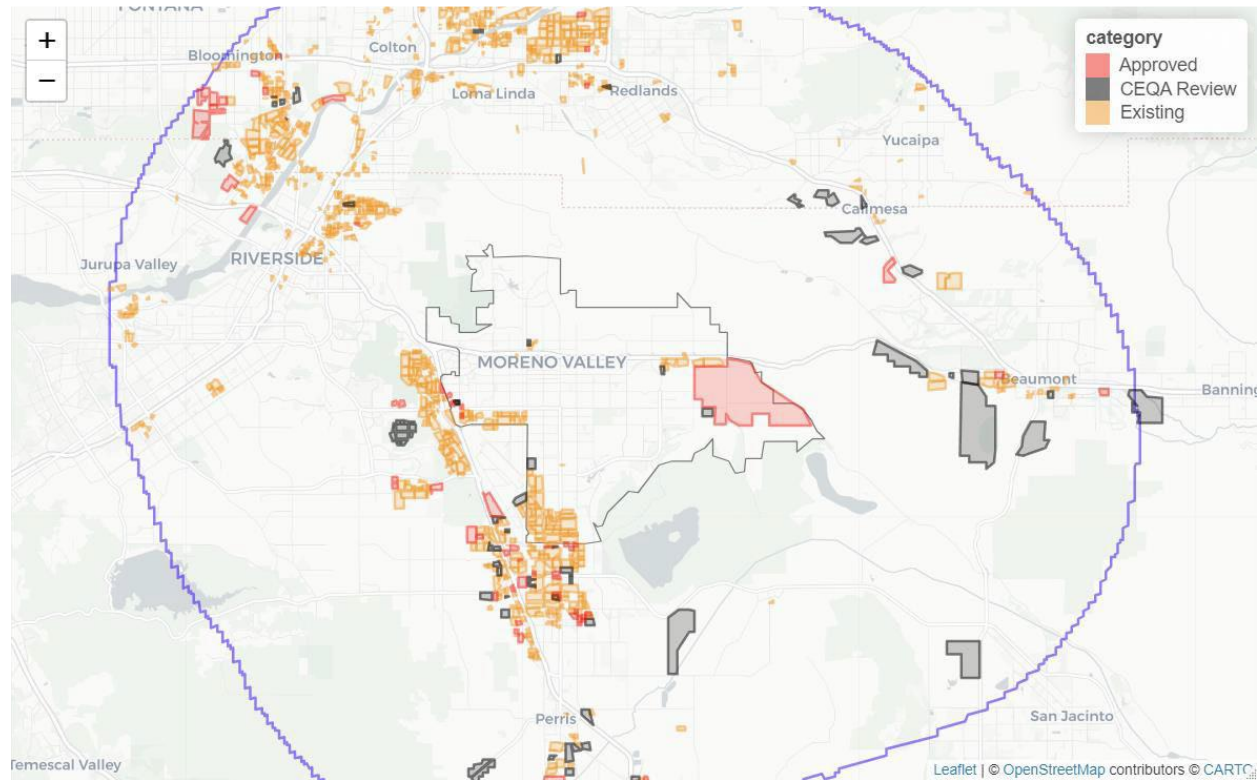 FONTANA
+
−
Bloomington
Colton
Loma Linda
Redlands
Yucaipa
category
Approved
CEQA Review
Existing
Calimesa
Jurupa Valley
RIVERSIDE
MORENO VALLEY
Beaumont
Banning
Perris
San Jacinto
Temescal Valley
Leaflet | © OpenStreetMap contributors © CARTC